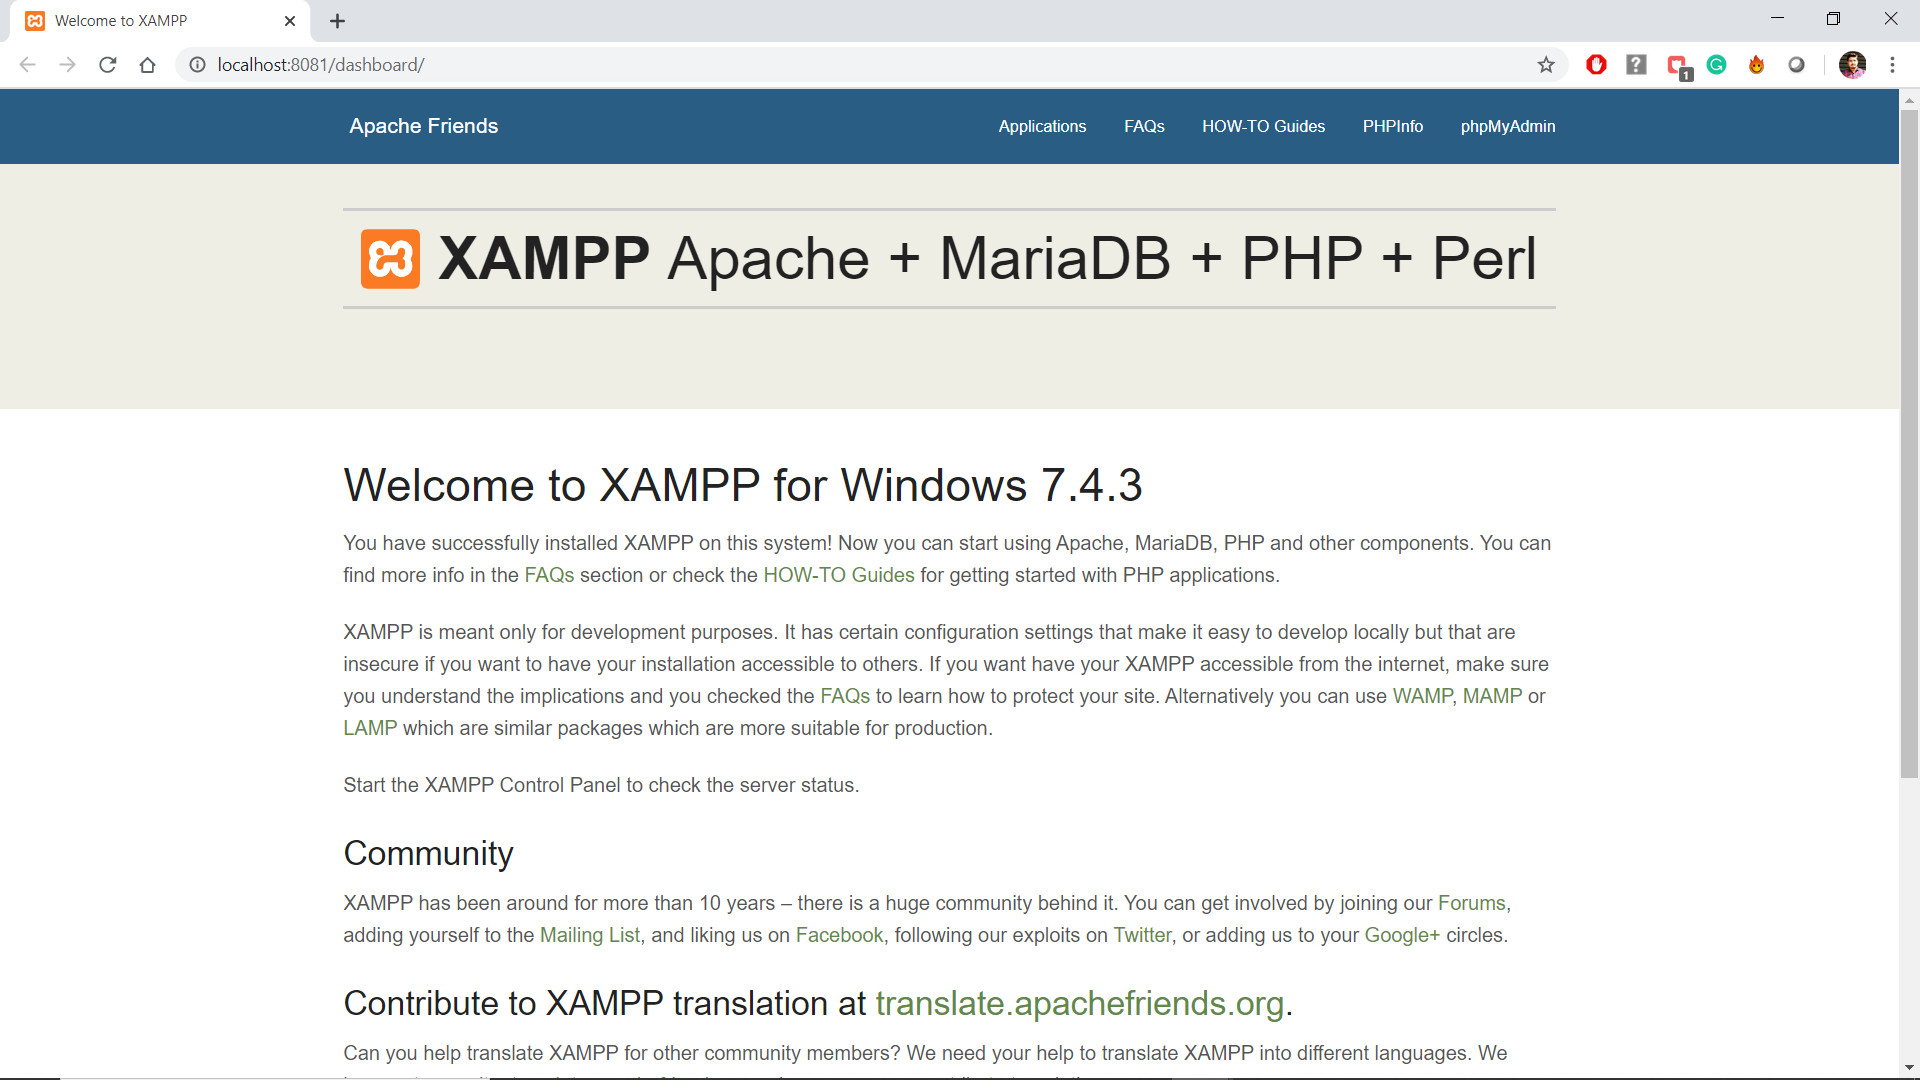 Welcome to XAMPP
localhost:8081/dashboard/
1
Apache Friends
Applications
FAQs
HOW-TO Guides
PHPInfo
phpMyAdmin
XAMPP Apache + MariaDB + PHP + Perl
Welcome to XAMPP for Windows 7.4.3
You have successfully installed XAMPP on this system! Now you can start using Apache, MariaDB, PHP and other components. You can
find more info in the FAQs section or check the HOW-TO Guides for getting started with PHP applications.
XAMPP is meant only for development purposes. It has certain configuration settings that make it easy to develop locally but that are
insecure if you want to have your installation accessible to others. If you want have your XAMPP accessible from the internet, make sure
you understand the implications and you checked the FAQs to learn how to protect your site. Alternatively you can use WAMP, MAMP or
LAMP which are similar packages which are more suitable for production.
Start the XAMPP Control Panel to check the server status.
Community
XAMPP has been around for more than 10 years – there is a huge community behind it. You can get involved by joining our Forums,
adding yourself to the Mailing List, and liking us on Facebook, following our exploits on Twitter, or adding us to your Google+ circles.
Contribute to XAMPP translation at translate.apachefriends.org.
Can you help translate XAMPP for other community members? We need your help to translate XAMPP into different languages. We